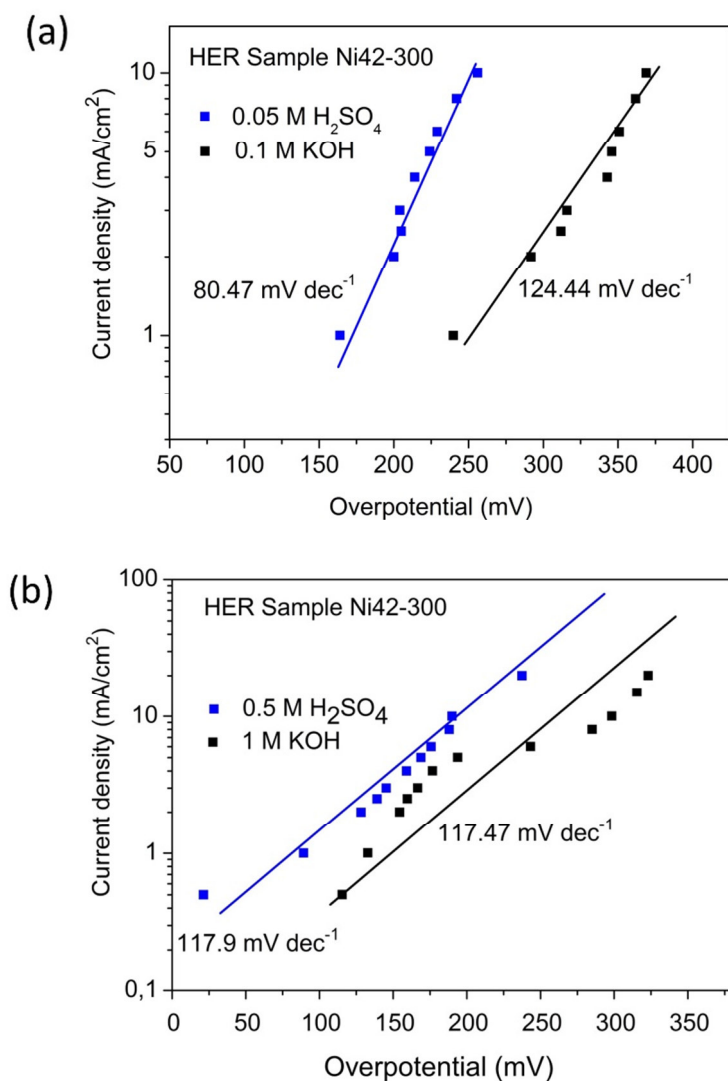 (a)
HER Sample Ni42-300
0.05 M H₂SO₄
0.1 M KOH
80.47 mV dec⁻¹
124.44 mV dec⁻¹
Current density (mA/cm²)
10
5
1
50
100
150
200
250
300
350
400
Overpotential (mV)
(b)
HER Sample Ni42-300
0.5 M H₂SO₄
1 M KOH
117.47 mV dec⁻¹
117.9 mV dec⁻¹
Current density (mA/cm²)
100
10
1
0,1
0
50
100
150
200
250
300
350
Overpotential (mV)